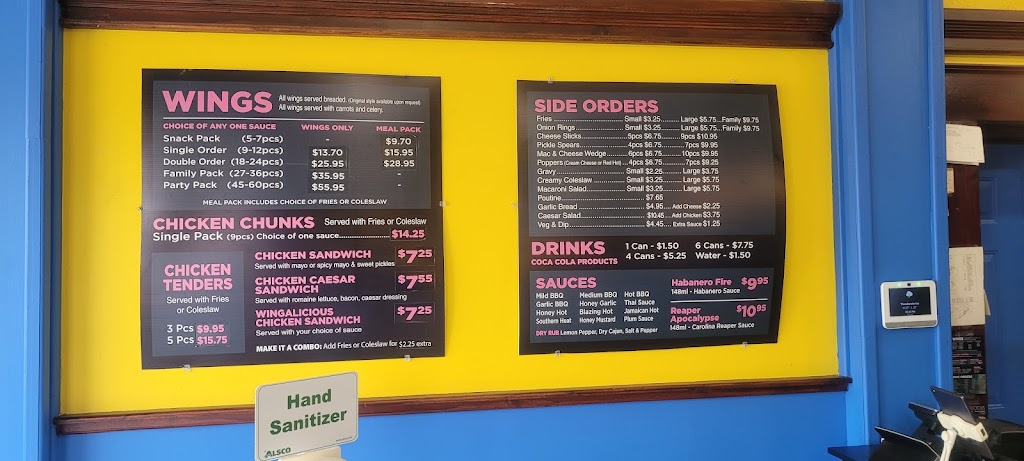 WINGS
All wings served breaded. (Original style available upon request)
All wings served with carrots and celery.
CHOICE OF ANY ONE SAUCE WINGS ONLY MEAL PACK
Snack Pack (5-7pcs) - $9.70
Single Order (9-12pcs) $13.70 $15.95
Double Order (18-24pcs) $25.95 $28.95
Family Pack (27-36pcs) $35.95 -
Party Pack (45-60pcs) $55.95 -
MEAL PACK INCLUDES CHOICE OF FRIES OR COLESLAW
CHICKEN CHUNKS Served with Fries or Coleslaw
Single Pack (9pcs) Choice of one sauce.................... $14.25
CHICKEN
TENDERS
Served with Fries
or Coleslaw
3 Pcs $9.95
5 Pcs $15.75
CHICKEN SANDWICH $7.25
Served with mayo or spicy mayo & sweet pickles
CHICKEN CAESAR
SANDWICH $7.55
Served with romaine lettuce, bacon, caesar dressing
WINGALICIOUS
CHICKEN SANDWICH $7.25
Served with your choice of sauce
MAKE IT A COMBO: Add Fries or Coleslaw for $2.25 extra
SIDE ORDERS
Fries.................... Small $3.25........ Large $5.75...Family $9.75
Onion Rings.................... Small $3.25........ Large $5.75...Family $9.75
Cheese Sticks.................... 5pcs $6.75........9pcs $10.95
Pickle Spears.................... 4pcs $6.75........7pcs $9.95
Mac & Cheese Wedge.......... 6pcs $6.75........10pcs $9.95
Poppers (Cream Cheese or Red Hot)... 4pcs $6.75........7pcs $9.25
Gravy.................... Small $2.25........ Large $3.75
Creamy Coleslaw.................... Small $3.25........ Large $5.75
Macaroni Salad.................... Small $3.25........ Large $5.75
Poutine.................... $7.65
Garlic Bread.................... $4.95.... Add Cheese $2.25
Caesar Salad.................... $10.45... Add Chicken $3.75
Veg & Dip.................... $4.45.... Extra Sauce $1.25
DRINKS
COCA COLA PRODUCTS
1 Can - $1.50 6 Cans - $7.75
4 Cans - $5.25 Water - $1.50
SAUCES
Mild BBQ Medium BBQ Hot BBQ
Garlic BBQ Honey Garlic Thai Sauce
Honey Hot Blazing Hot Jamaican Hot
Southern Heat Honey Mustard Plum Sauce
DRY RUB Lemon Pepper, Dry Cajun, Salt & Pepper
Habanero Fire $9.95
148ml - Habanero Sauce
Reaper
Apocalypse $10.95
148ml - Carolina Reaper Sauce
Hand
Sanitizer
ALSCO